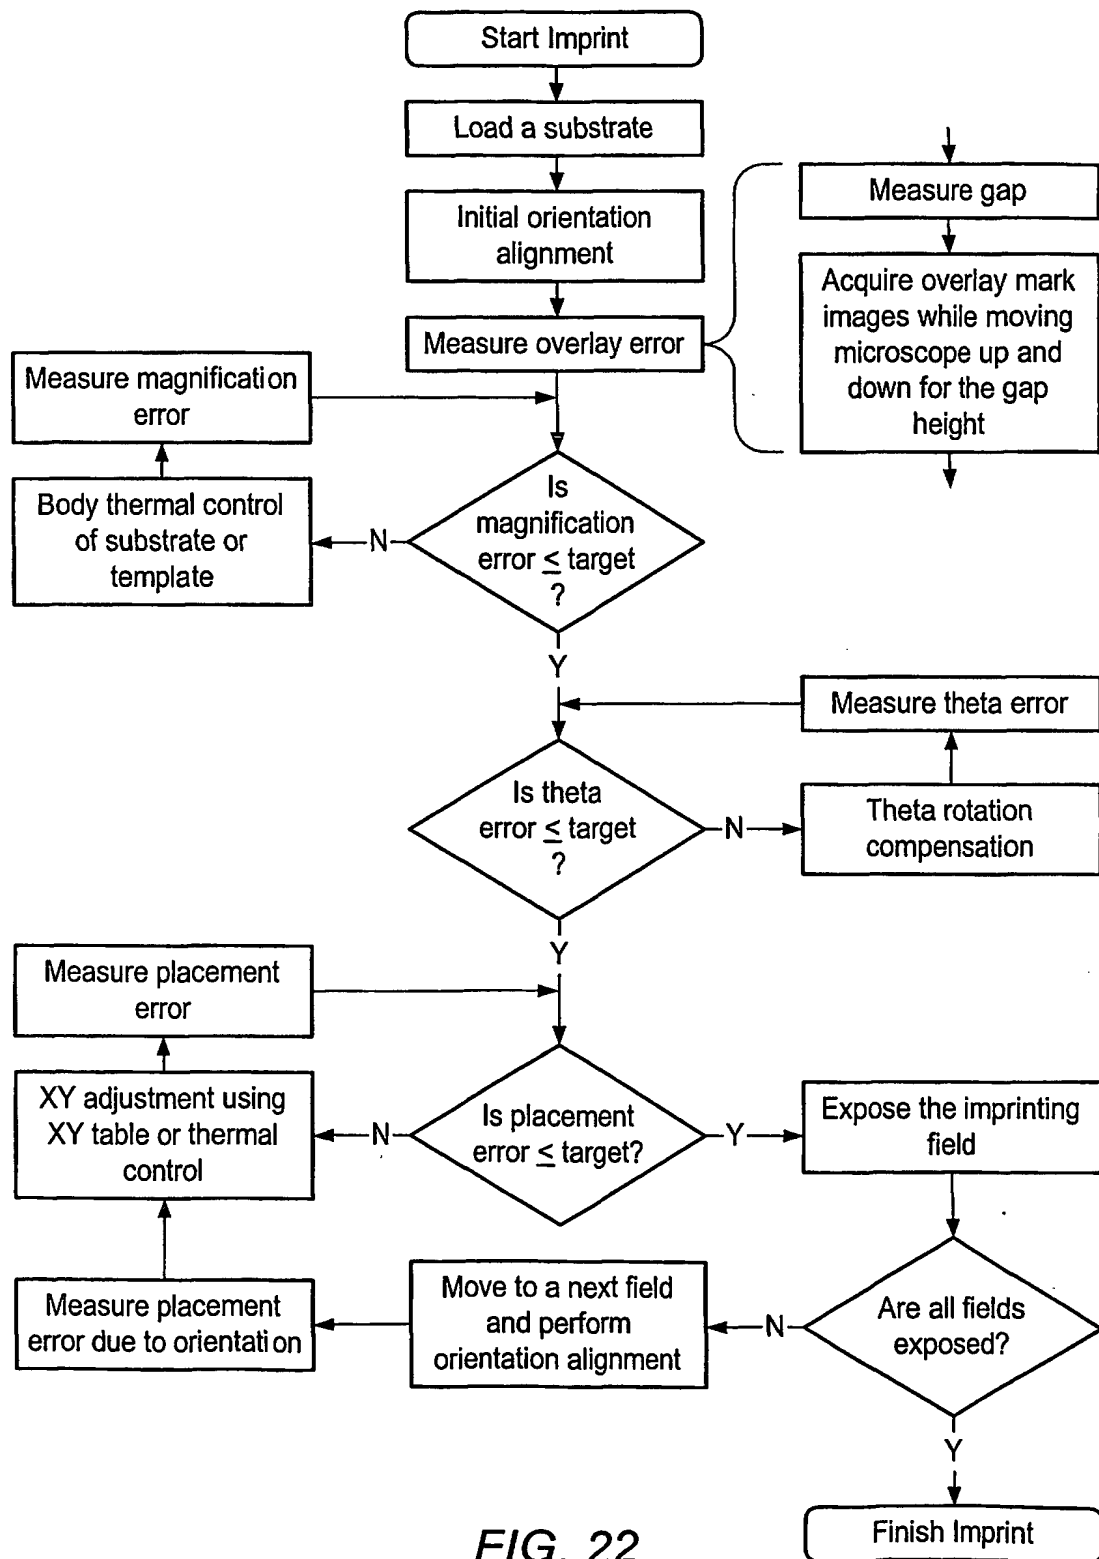 Start Imprint
Load a substrate
Initial orientation
alignment
Measure overlay error
Measure gap
Acquire overlay mark
images while moving
microscope up and
down for the gap
height
Measure magnification
error
Body thermal control
of substrate or
template
N
Is
magnification
error ≤ target
?
Y
Measure theta error
Is theta
error ≤ target
?
N
Theta rotation
compensation
Y
Measure placement
error
XY adjustment using
XY table or thermal
control
N
Is placement
error ≤ target?
Y
Expose the imprinting
field
Measure placement
error due to orientation
Move to a next field
and perform
orientation alignment
N
Are all fields
exposed?
Y
Finish Imprint
FIG. 22